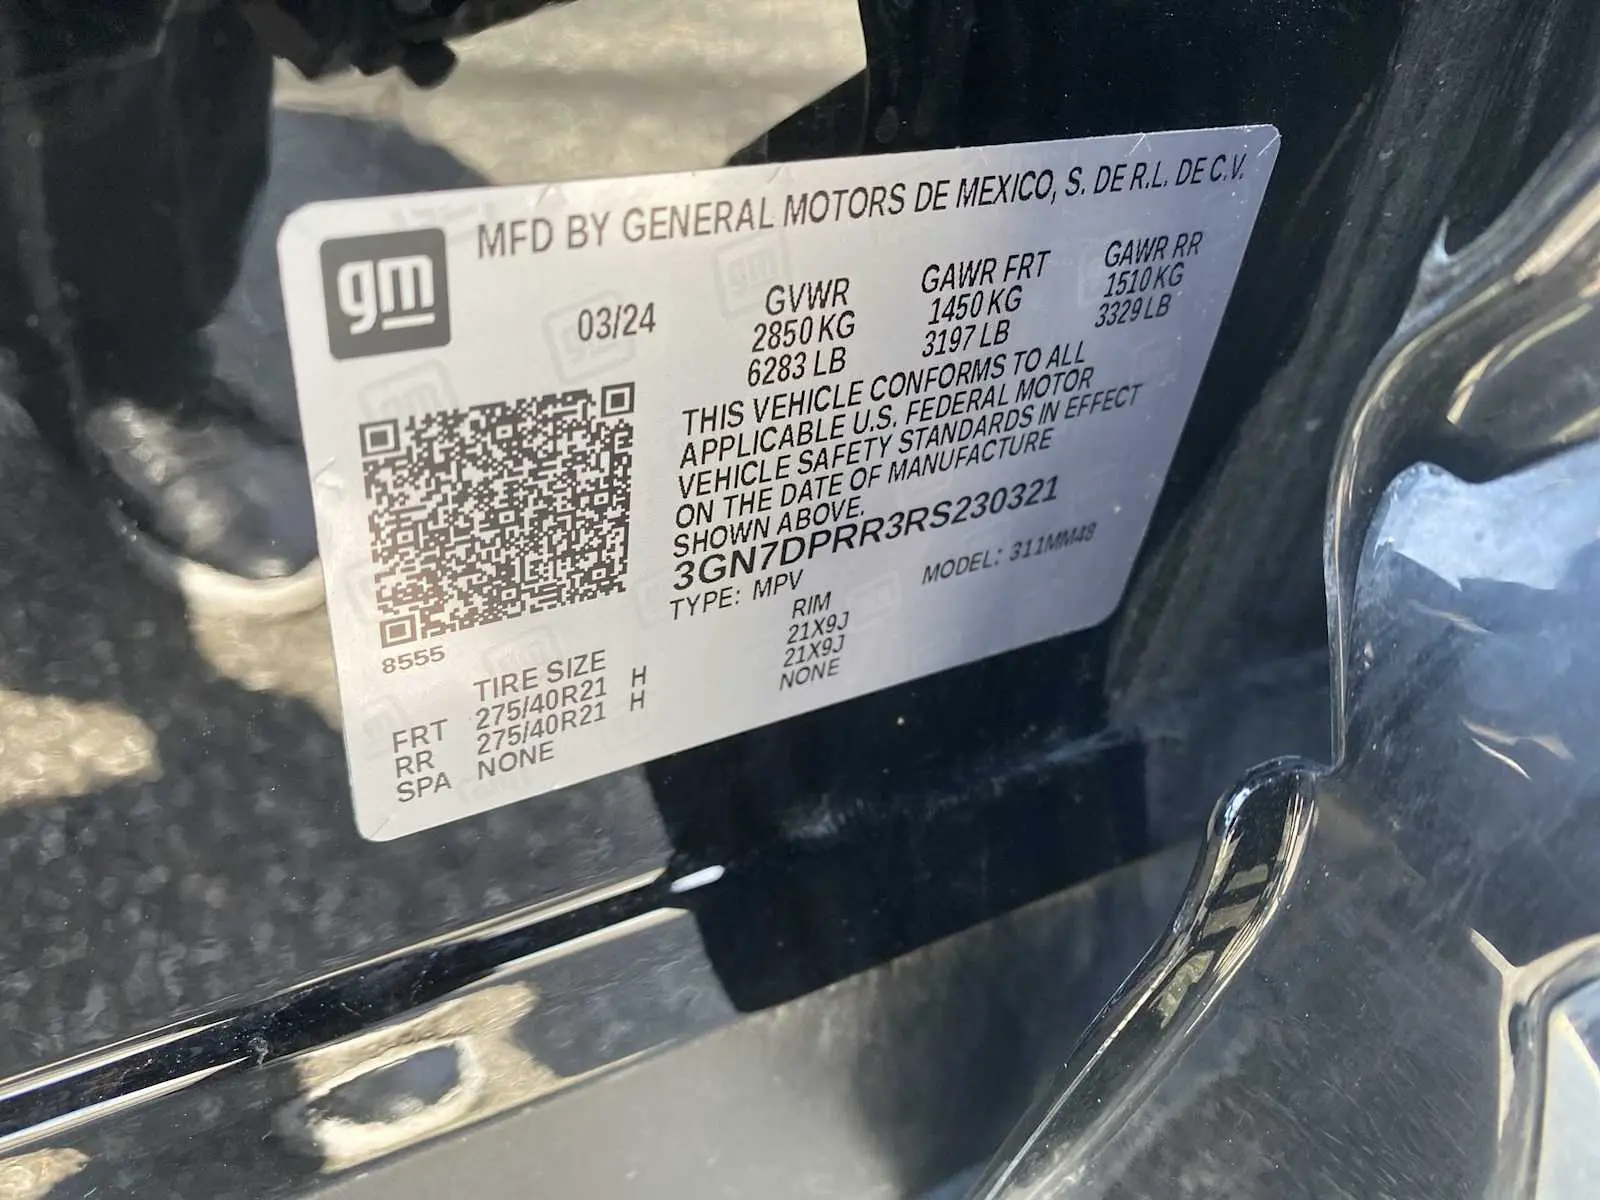 gm
MFD BY GENERAL MOTORS DE MEXICO, S. DE R.L. DE C.V.
03/24
GVWR GAWR FRT GAWR RR
2850 KG 1450 KG 1510 KG
6283 LB 3197 LB 3329 LB
THIS VEHICLE CONFORMS TO ALL
APPLICABLE U.S. FEDERAL MOTOR
VEHICLE SAFETY STANDARDS IN EFFECT
ON THE DATE OF MANUFACTURE
SHOWN ABOVE.
3GN7DPRR3RS230321
TYPE: MPV MODEL: 311MM48
8555
TIRE SIZE RIM
FRT 275/40R21 H 21X9J
RR 275/40R21 H 21X9J
SPA NONE NONE